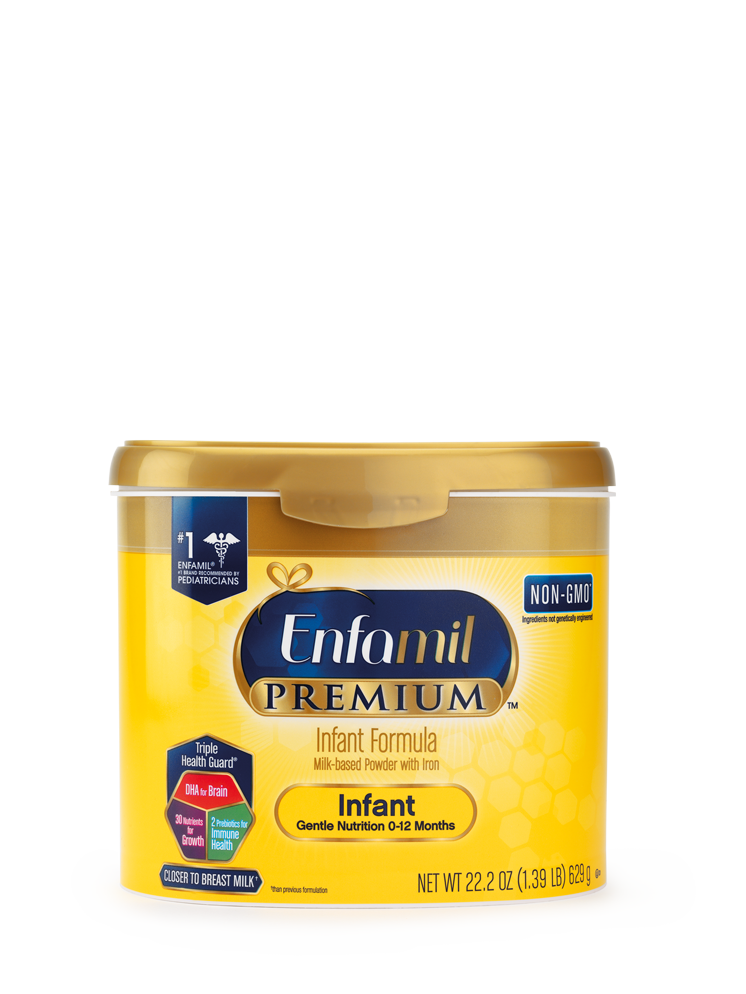 #1
ENFAMIL®
#1 BRAND RECOMMENDED BY
PEDIATRICIANS
NON-GMO*
Ingredients not genetically engineered
Enfamil
PREMIUM™
Infant Formula
Milk-based Powder with Iron
Infant
Gentle Nutrition 0-12 Months
Triple
Health Guard®
DHA for Brain
30 Nutrients
for
Growth
2 Prebiotics for
Immune
Health
CLOSER TO BREAST MILK†
†than previous formulation
NET WT 22.2 OZ (1.39 LB) 629 g